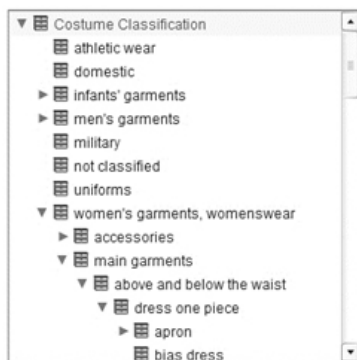 Costume Classification
athletic wear
domestic
infants' garments
men's garments
military
not classified
uniforms
women's garments, womenswear
accessories
main garments
above and below the waist
dress one piece
apron
bias dress